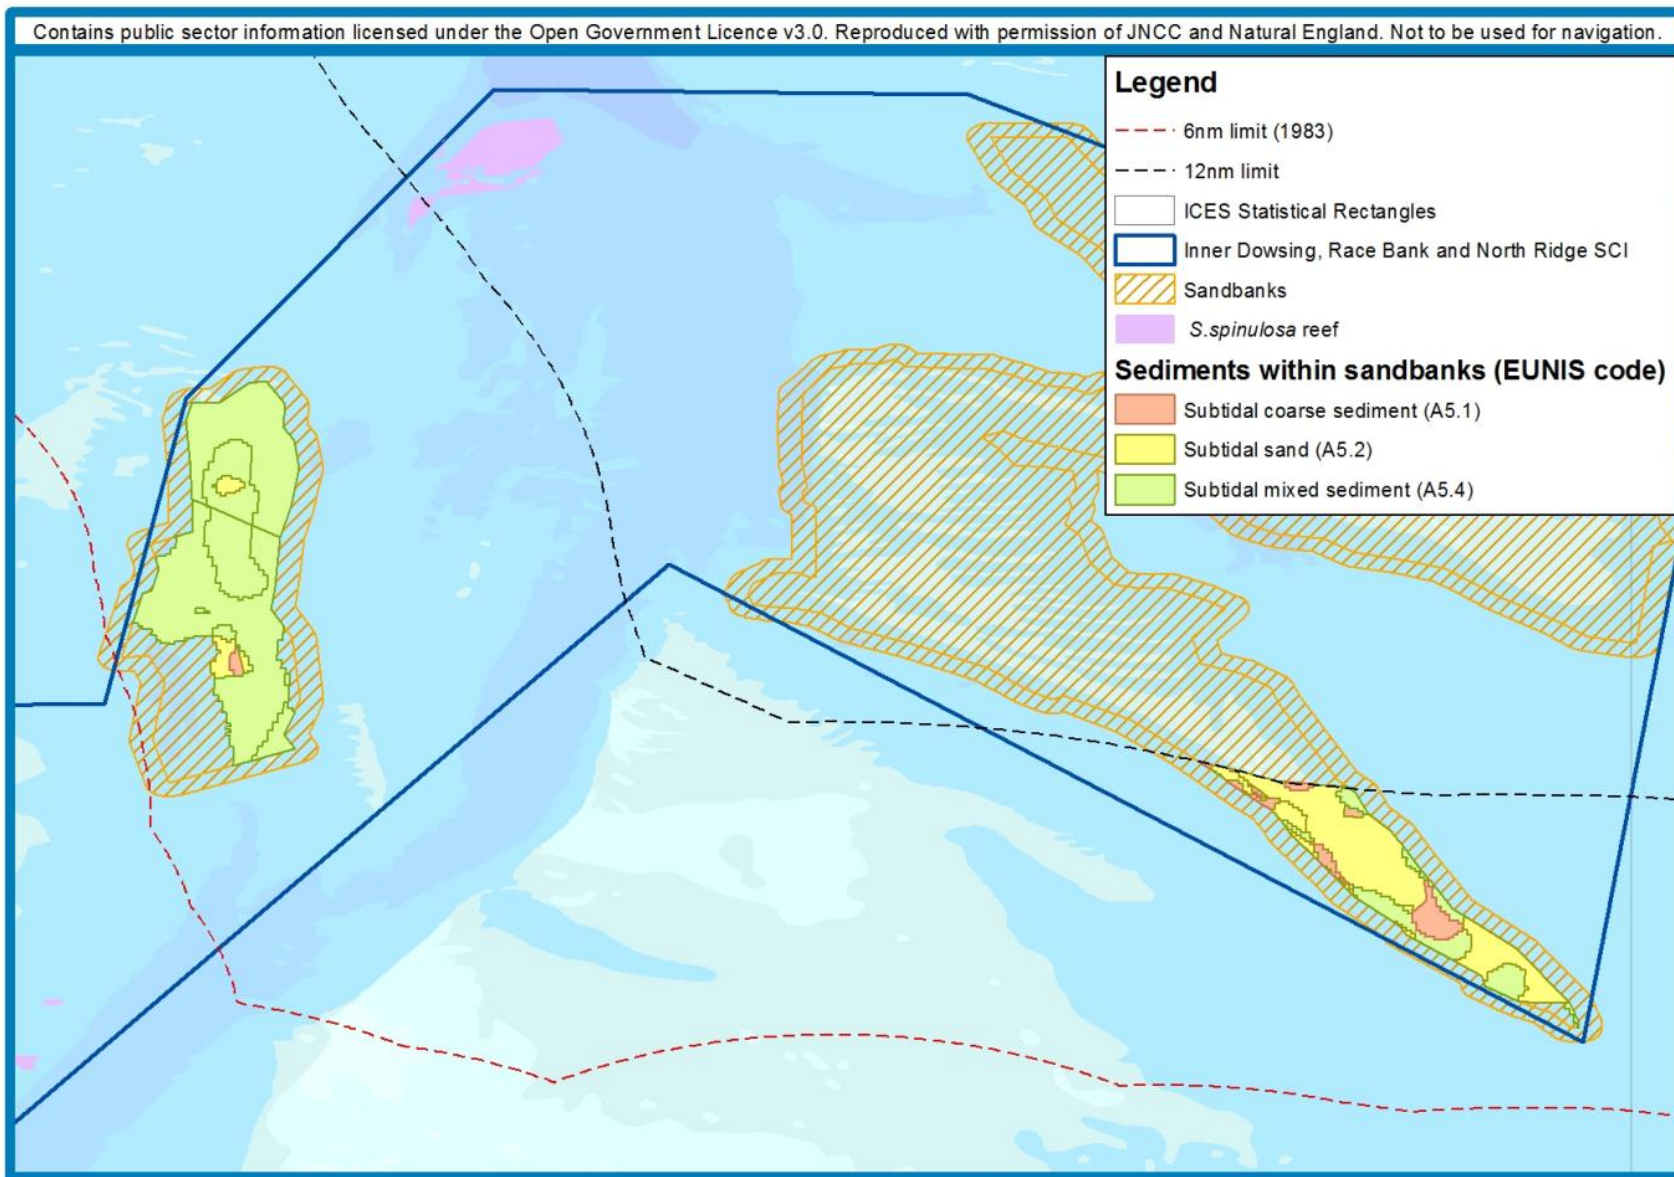 Contains public sector information licensed under the Open Government Licence v3.0. Reproduced with permission of JNCC and Natural England. Not to be used for navigation.
Legend
6nm limit (1983)
12nm limit
ICES Statistical Rectangles
Inner Dowsing, Race Bank and North Ridge SCI
Sandbanks
S.spinulosa reef
Sediments within sandbanks (EUNIS code)
Subtidal coarse sediment (A5.1)
Subtidal sand (A5.2)
Subtidal mixed sediment (A5.4)